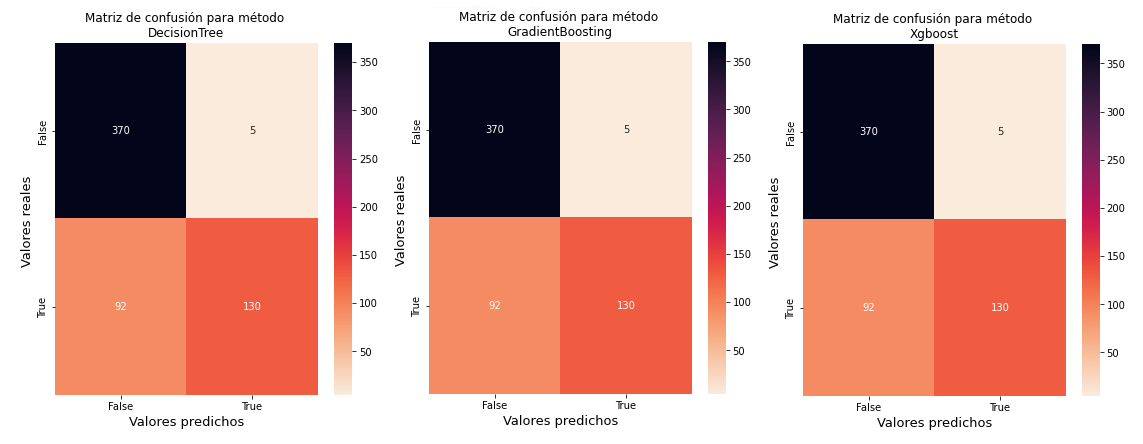 Matriz de confusión para método
DecisionTree
370
5
92
130
False
True
Valores reales
False
True
Valores predichos
350
300
250
200
150
100
50
Matriz de confusión para método
GradientBoosting
370
5
92
130
False
True
Valores reales
False
True
Valores predichos
350
300
250
200
150
100
50
Matriz de confusión para método
Xgboost
370
5
92
130
False
True
Valores reales
False
True
Valores predichos
350
300
250
200
150
100
50